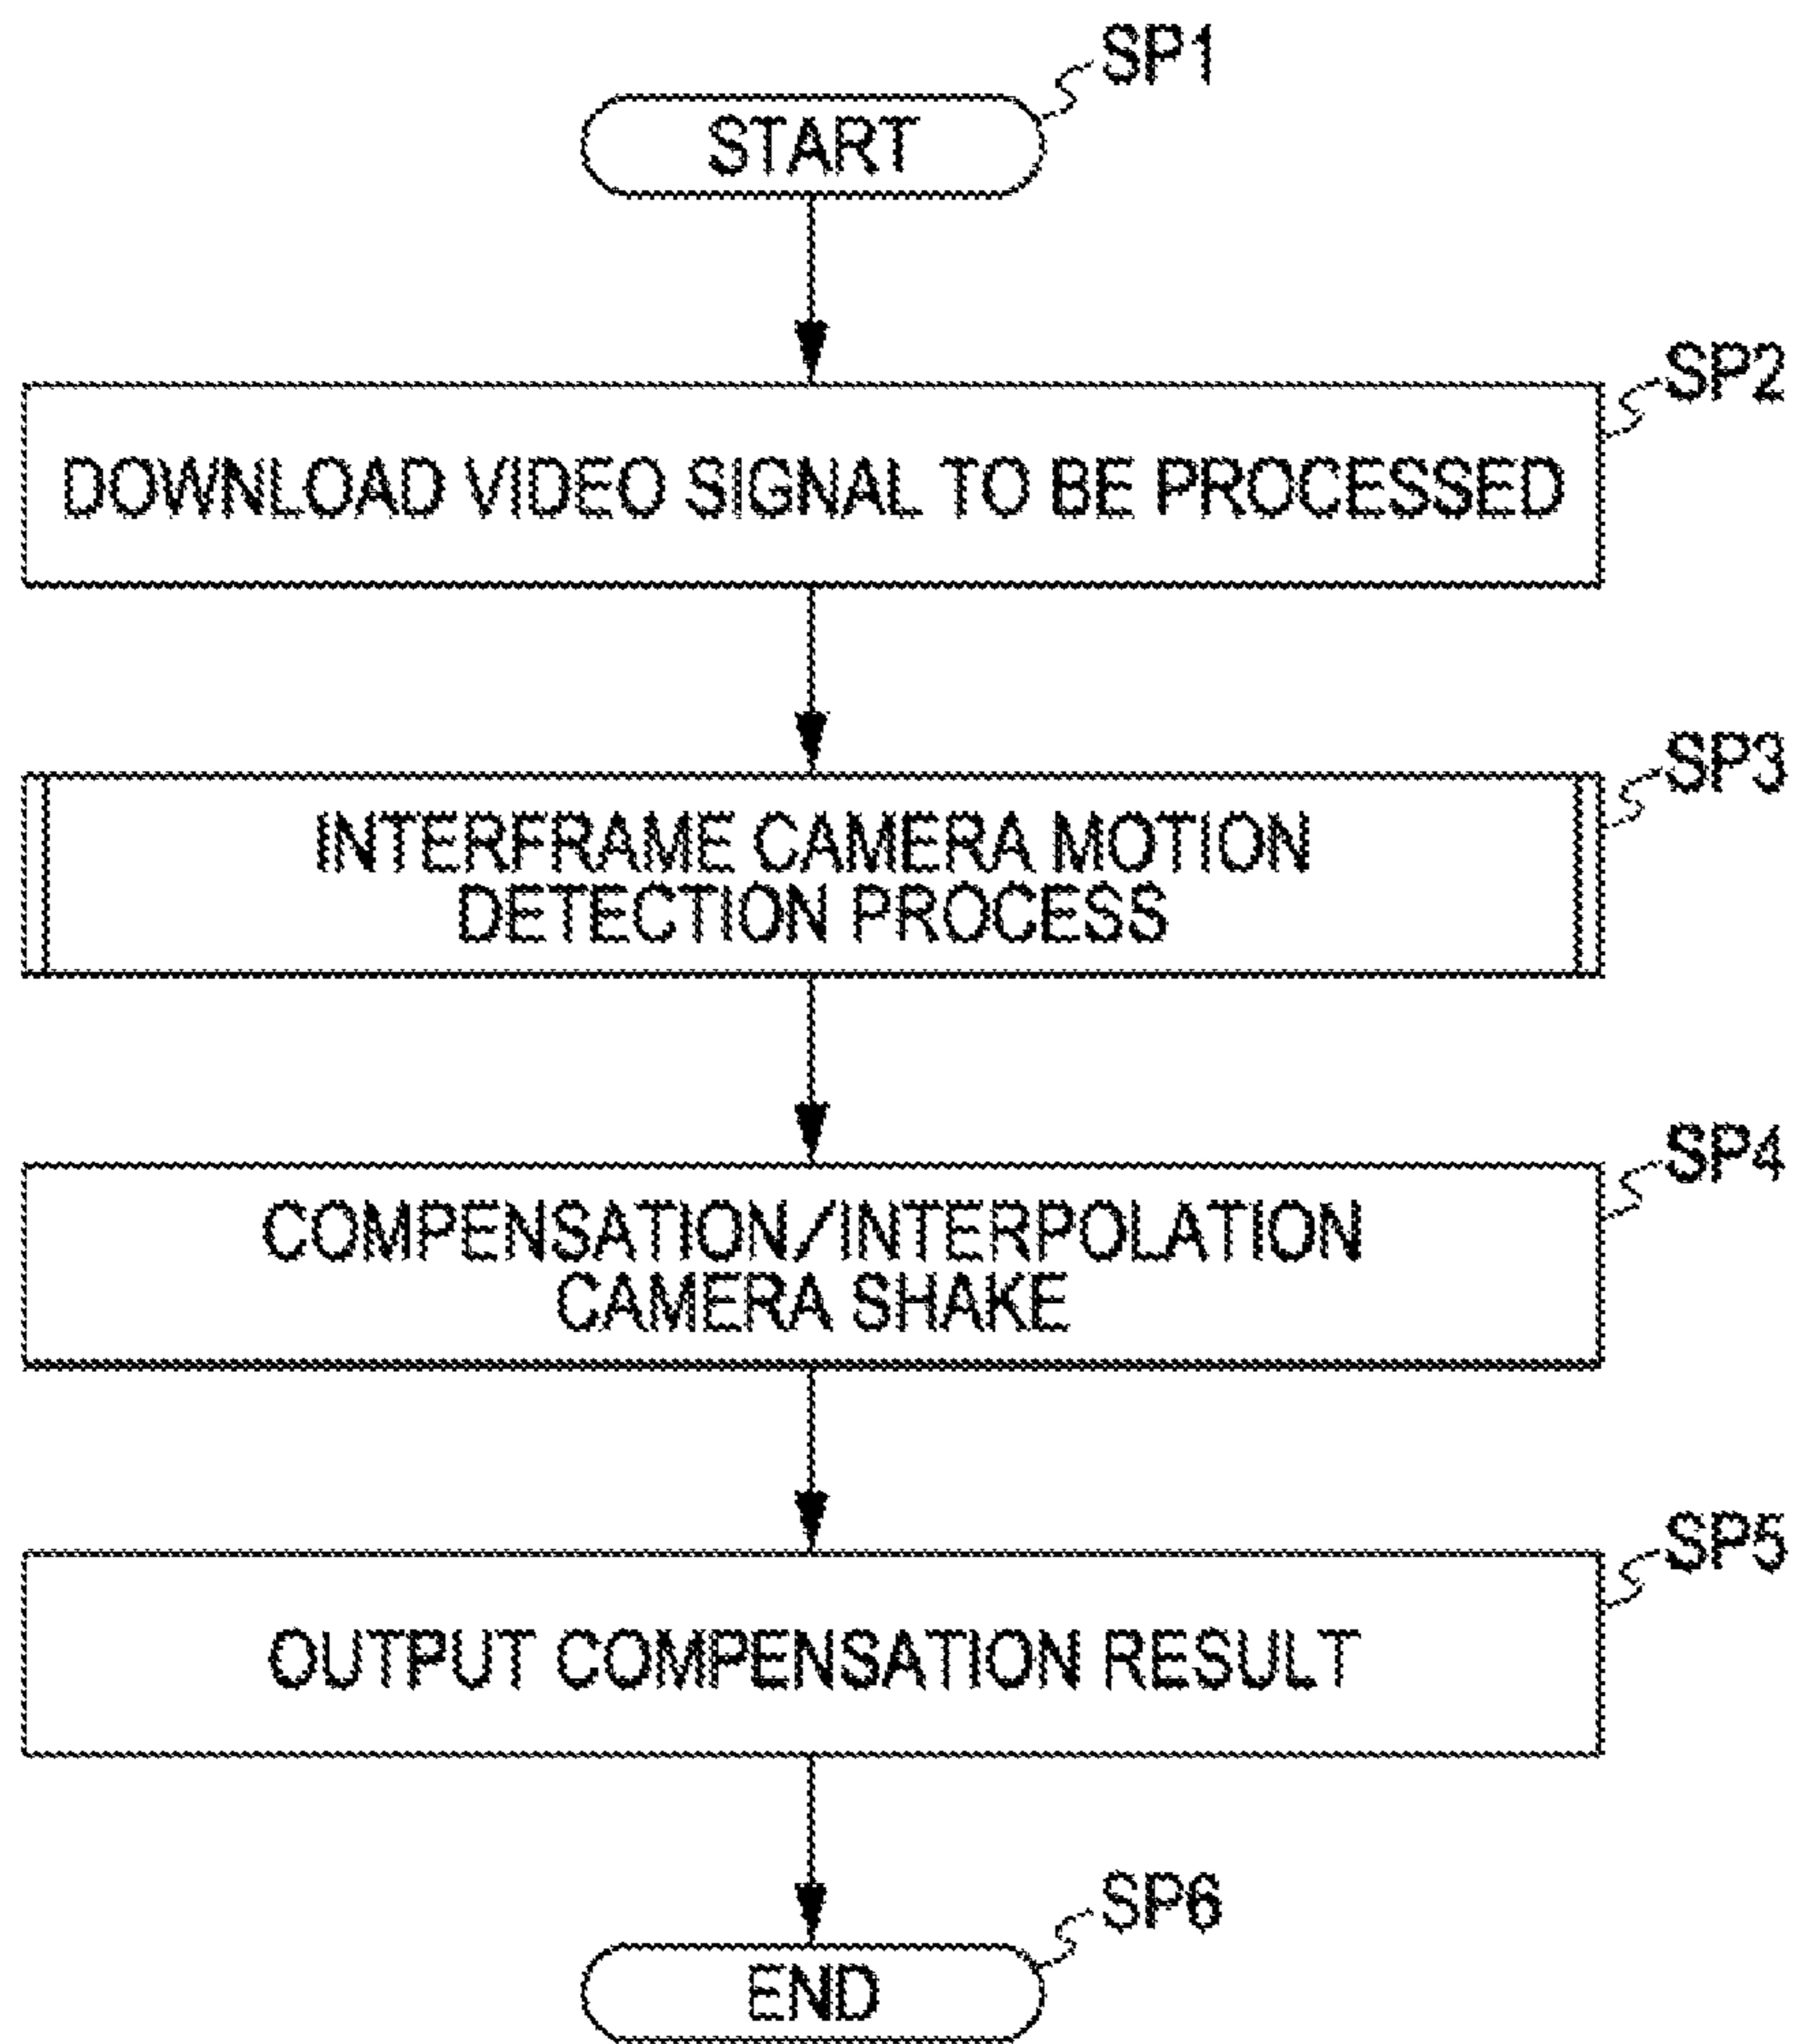 SP1
START
SP2
DOWNLOAD VIDEO SIGNAL TO BE PROCESSED
SP3
INTERFRAME CAMERA MOTION
DETECTION PROCESS
SP4
COMPENSATION/INTERPOLATION
CAMERA SHAKE
SP5
OUTPUT COMPENSATION RESULT
SP6
END